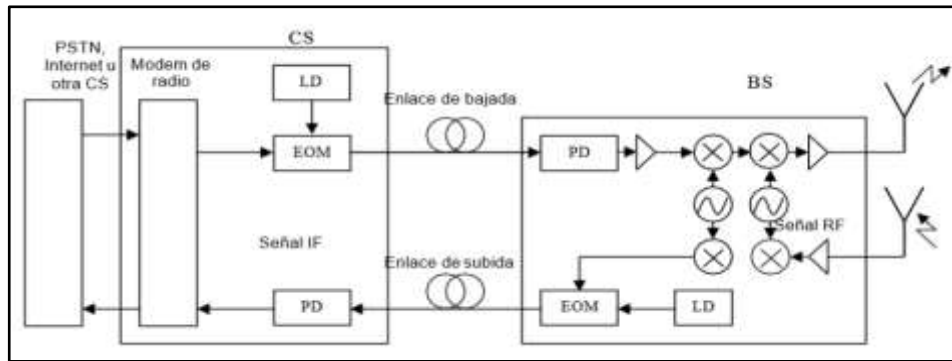 CS
PSTN,
Internet u
otra CS
Modem de
radio
LD
EOM
Enlace de bajada
BS
PD
Señal RF
Señal IF
Enlace de subida
PD
EOM
LD